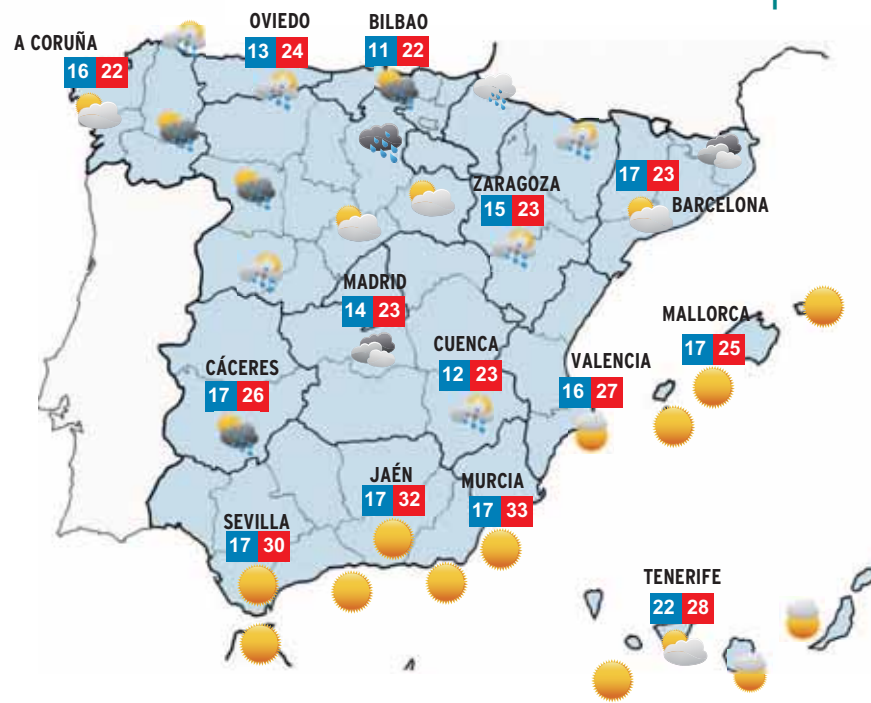 OVIEDO
13 24
BILBAO
11 22
A CORUÑA
16 22
ZARAGOZA
15 23
17 23
BARCELONA
MADRID
14 23
MALLORCA
17 25
CUENCA
12 23
VALENCIA
16 27
CÁCERES
17 26
JAÉN
17 32
MURCIA
17 33
SEVILLA
17 30
TENERIFE
22 28